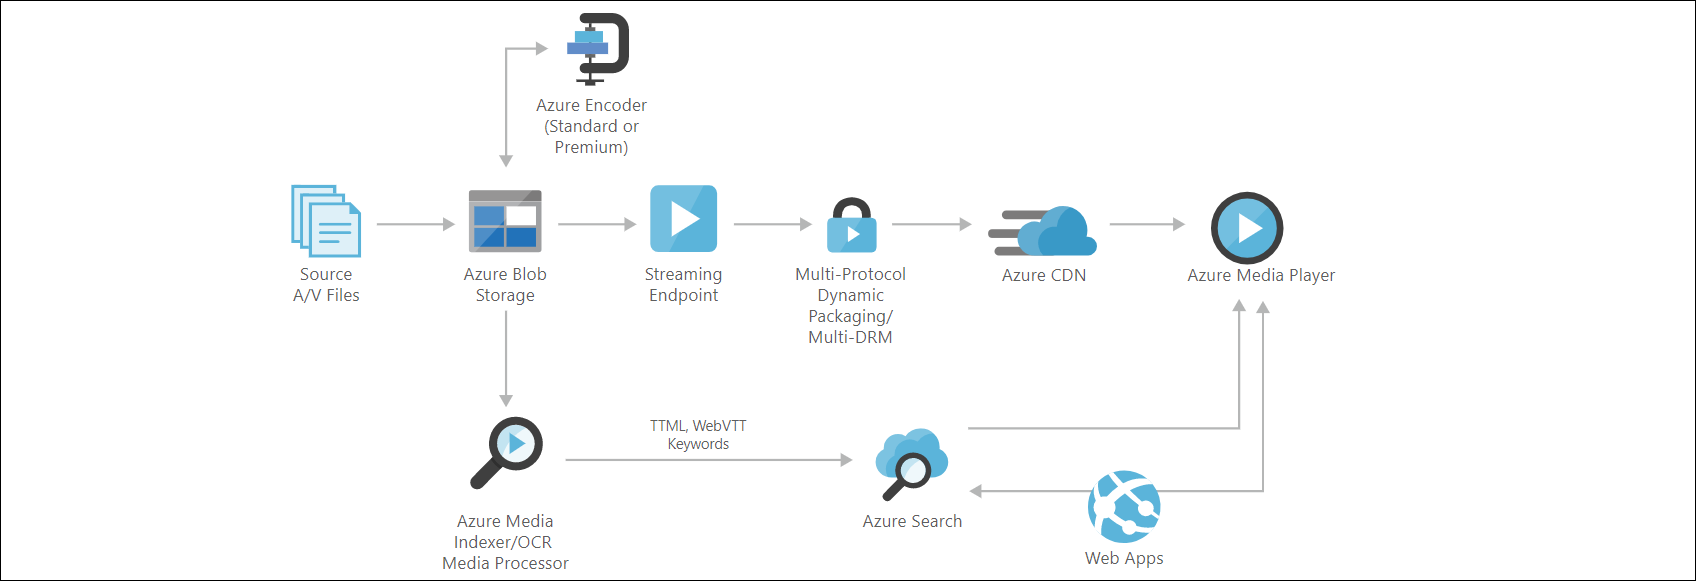 Azure Encoder
(Standard or
Premium)
Source
A/V Files
Azure Blob
Storage
Streaming
Endpoint
Multi-Protocol
Dynamic
Packaging/
Multi-DRM
Azure CDN
Azure Media Player
TTML, WebVTT
Keywords
Azure Media
Indexer/OCR
Media Processor
Azure Search
Web Apps